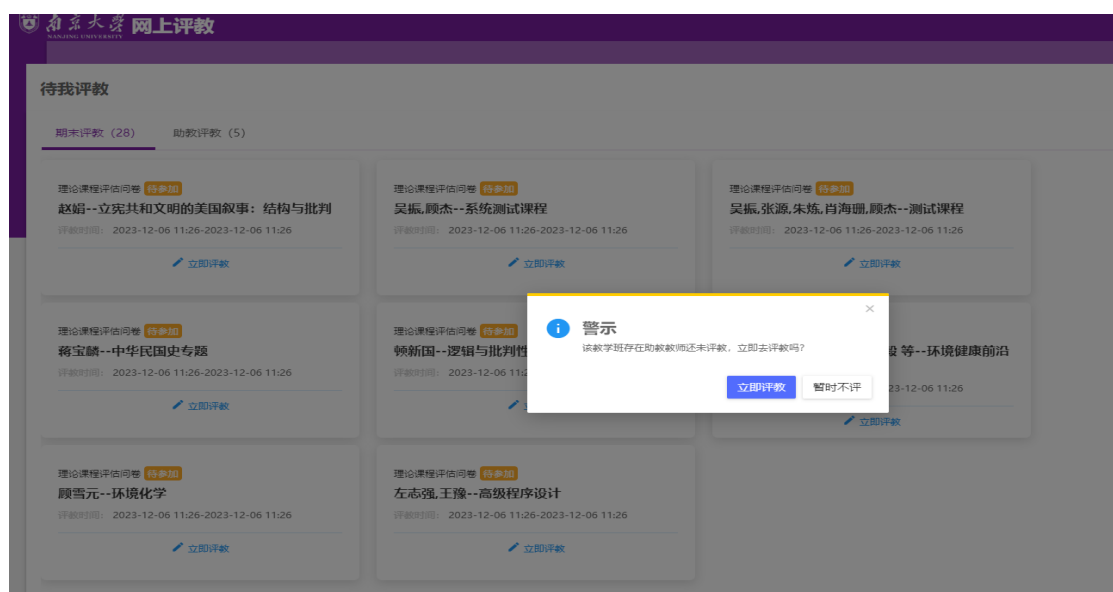 南京大学 网上评教
NANJING UNIVERSITY
待我评教
期末评教（28） 助教评教（5）
理论课程评估问卷 待参加
赵娟--立宪共和文明的美国叙事：结构与批判
评教时间： 2023-12-06 11:26-2023-12-06 11:26
立即评教
理论课程评估问卷 待参加
吴振,顾杰--系统测试课程
评教时间： 2023-12-06 11:26-2023-12-06 11:26
立即评教
理论课程评估问卷 待参加
吴振,张源,朱炼,肖海珊,顾杰--测试课程
评教时间： 2023-12-06 11:26-2023-12-06 11:26
立即评教
理论课程评估问卷 待参加
蒋宝麟--中华民国史专题
评教时间： 2023-12-06 11:26-2023-12-06 11:26
立即评教
理论课程评估问卷 待参加
顿新国--逻辑与批判性
评教时间： 2023-12-06 11:2
等--环境健康前沿
23-12-06 11:26
立即评教
警示
该教学班存在助教教师还未评教，立即去评教吗？
立即评教 暂时不评
理论课程评估问卷 待参加
顾雪元--环境化学
评教时间： 2023-12-06 11:26-2023-12-06 11:26
立即评教
理论课程评估问卷 待参加
左志强,王豫--高级程序设计
评教时间： 2023-12-06 11:26-2023-12-06 11:26
立即评教